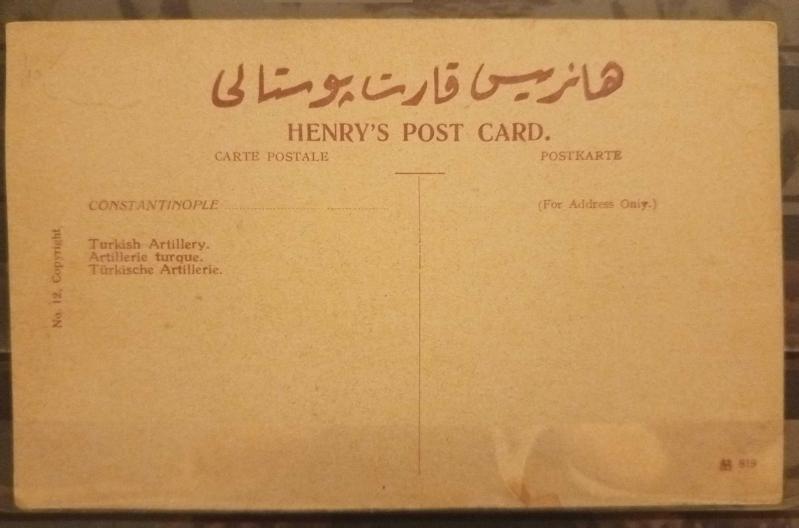 هانریس قارت پوستالی
HENRY'S POST CARD.
CARTE POSTALE
POSTKARTE
CONSTANTINOPLE
(For Address Only.)
Turkish Artillery.
Artillerie turque.
Türkische Artillerie.
No. 12, Copyright
819